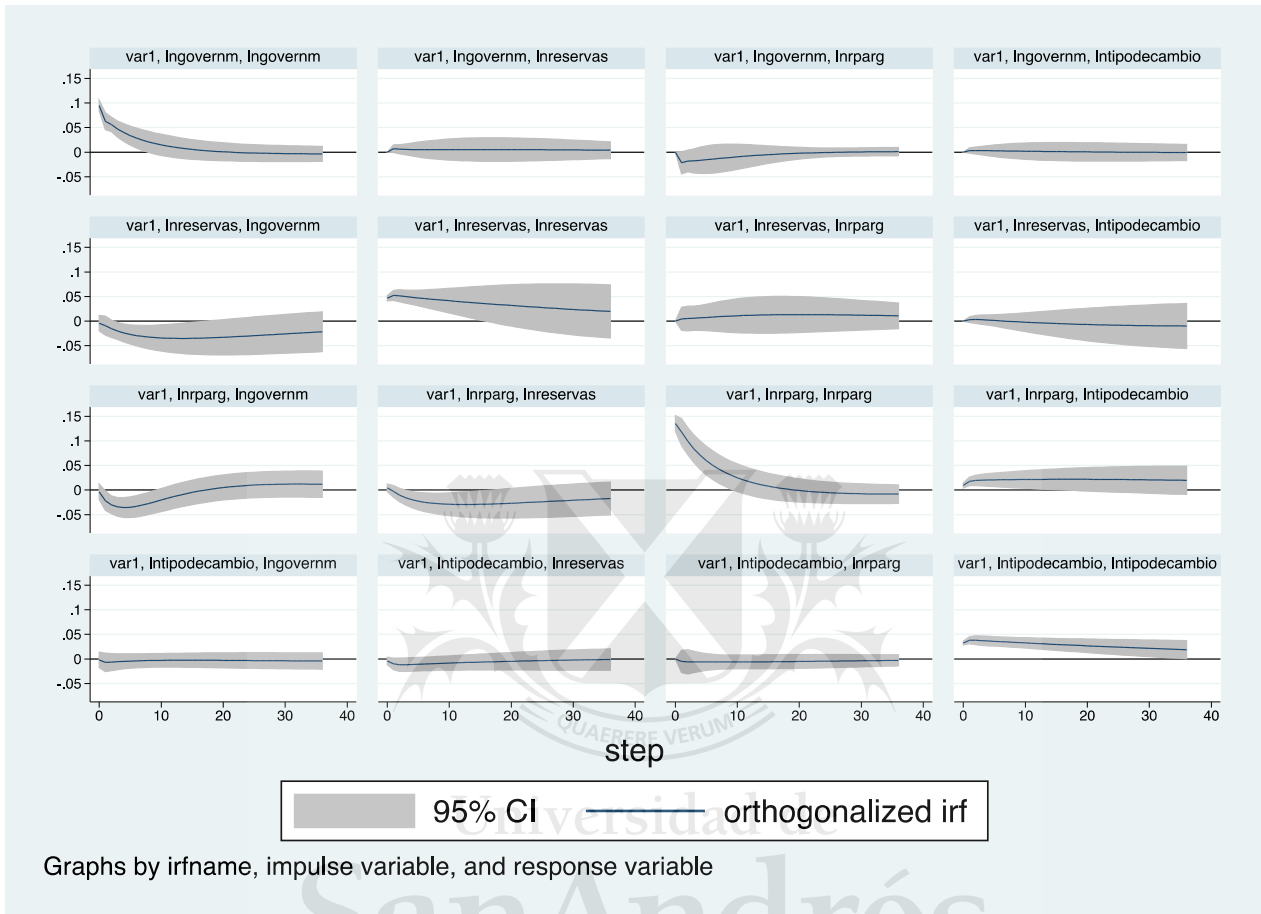 var1, lngovernm, lngovernm
var1, lngovernm, lnreservas
var1, lngovernm, lnrparg
var1, lngovernm, lntipodecambio
.15
.1
.05
0
-.05
var1, lnreservas, lngovernm
var1, lnreservas, lnreservas
var1, lnreservas, lnrparg
var1, lnreservas, lntipodecambio
.15
.1
.05
0
-.05
var1, lnrparg, lngovernm
var1, lnrparg, lnreservas
var1, lnrparg, lnrparg
var1, lnrparg, lntipodecambio
.15
.1
.05
0
-.05
var1, lntipodecambio, lngovernm
var1, lntipodecambio, lnreservas
var1, lntipodecambio, lnrparg
var1, lntipodecambio, lntipodecambio
.15
.1
.05
0
-.05
0 10 20 30 40
0 10 20 30 40
0 10 20 30 40
0 10 20 30 40
QUAERERE VERUM
step
95% CI
orthogonalized irf
Universidad de
Graphs by irfname, impulse variable, and response variable
SanAndrés